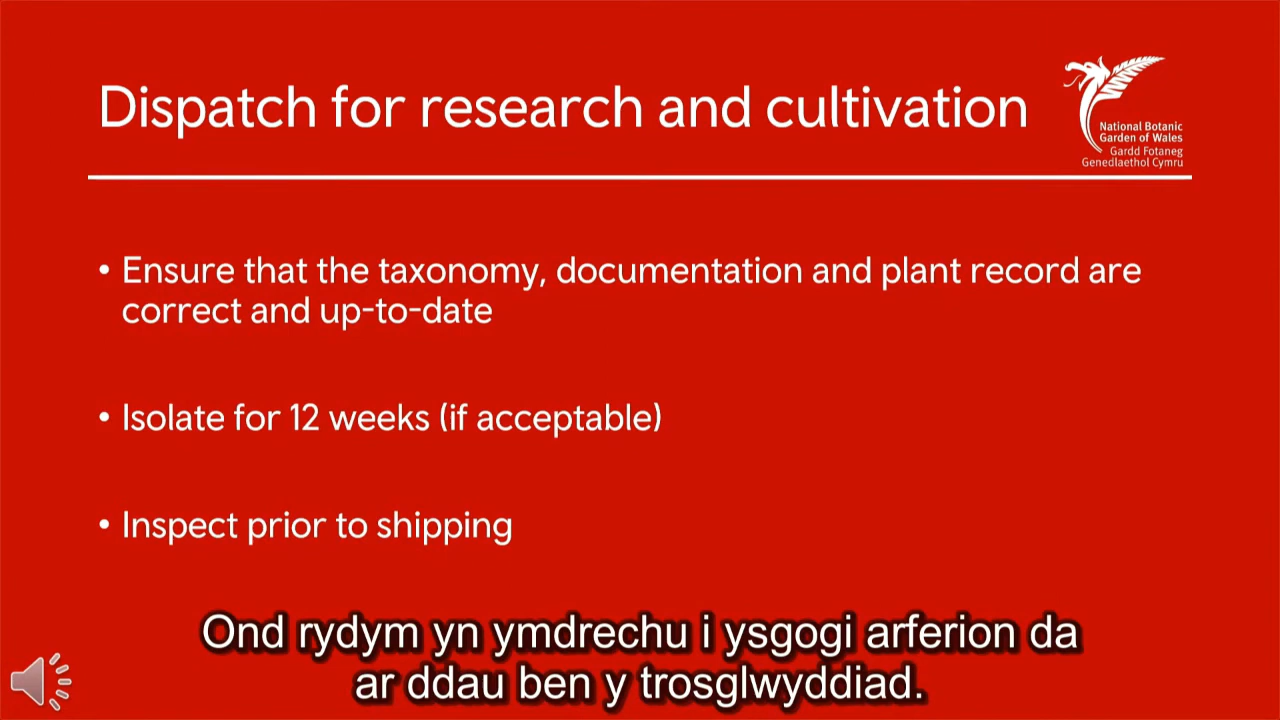 Dispatch for research and cultivation
National Botanic
Garden of Wales
Gardd Fotaneg
Genedlaethol Cymru
• Ensure that the taxonomy, documentation and plant record are
correct and up-to-date
• Isolate for 12 weeks (if acceptable)
• Inspect prior to shipping
Ond rydym yn ymdrechu i ysgogi arferion da
ar ddau ben y trosglwyddiad.